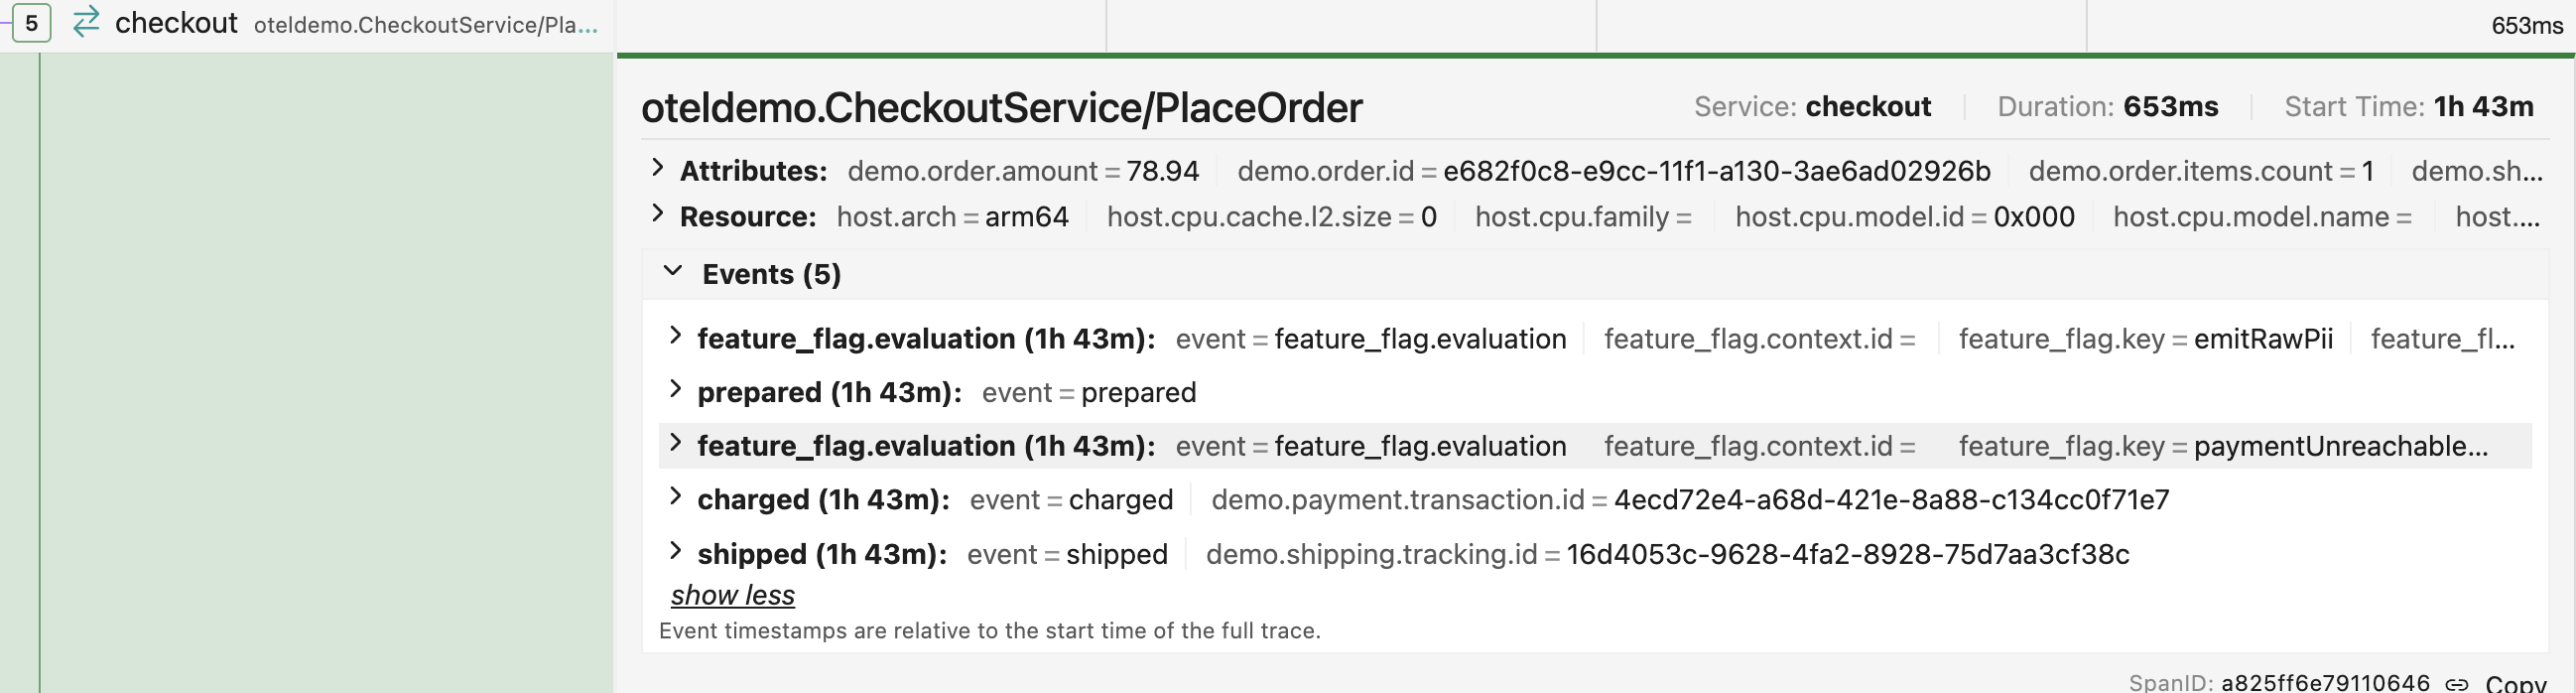 5 checkout oteldemo.CheckoutService/Pla... 653ms
oteldemo.CheckoutService/PlaceOrder Service: checkout Duration: 653ms Start Time: 1h 43m
Attributes: demo.order.amount = 78.94 demo.order.id = e682f0c8-e9cc-11f1-a130-3ae6ad02926b demo.order.items.count = 1 demo.sh...
Resource: host.arch = arm64 host.cpu.cache.l2.size = 0 host.cpu.family = host.cpu.model.id = 0x000 host.cpu.model.name = host....
Events (5)
feature_flag.evaluation (1h 43m): event = feature_flag.evaluation feature_flag.context.id = feature_flag.key = emitRawPii feature_fl...
prepared (1h 43m): event = prepared
feature_flag.evaluation (1h 43m): event = feature_flag.evaluation feature_flag.context.id = feature_flag.key = paymentUnreachable...
charged (1h 43m): event = charged demo.payment.transaction.id = 4ecd72e4-a68d-421e-8a88-c134cc0f71e7
shipped (1h 43m): event = shipped demo.shipping.tracking.id = 16d4053c-9628-4fa2-8928-75d7aa3cf38c
show less
Event timestamps are relative to the start time of the full trace.
SpanID: a825ff6e79110646 Copy